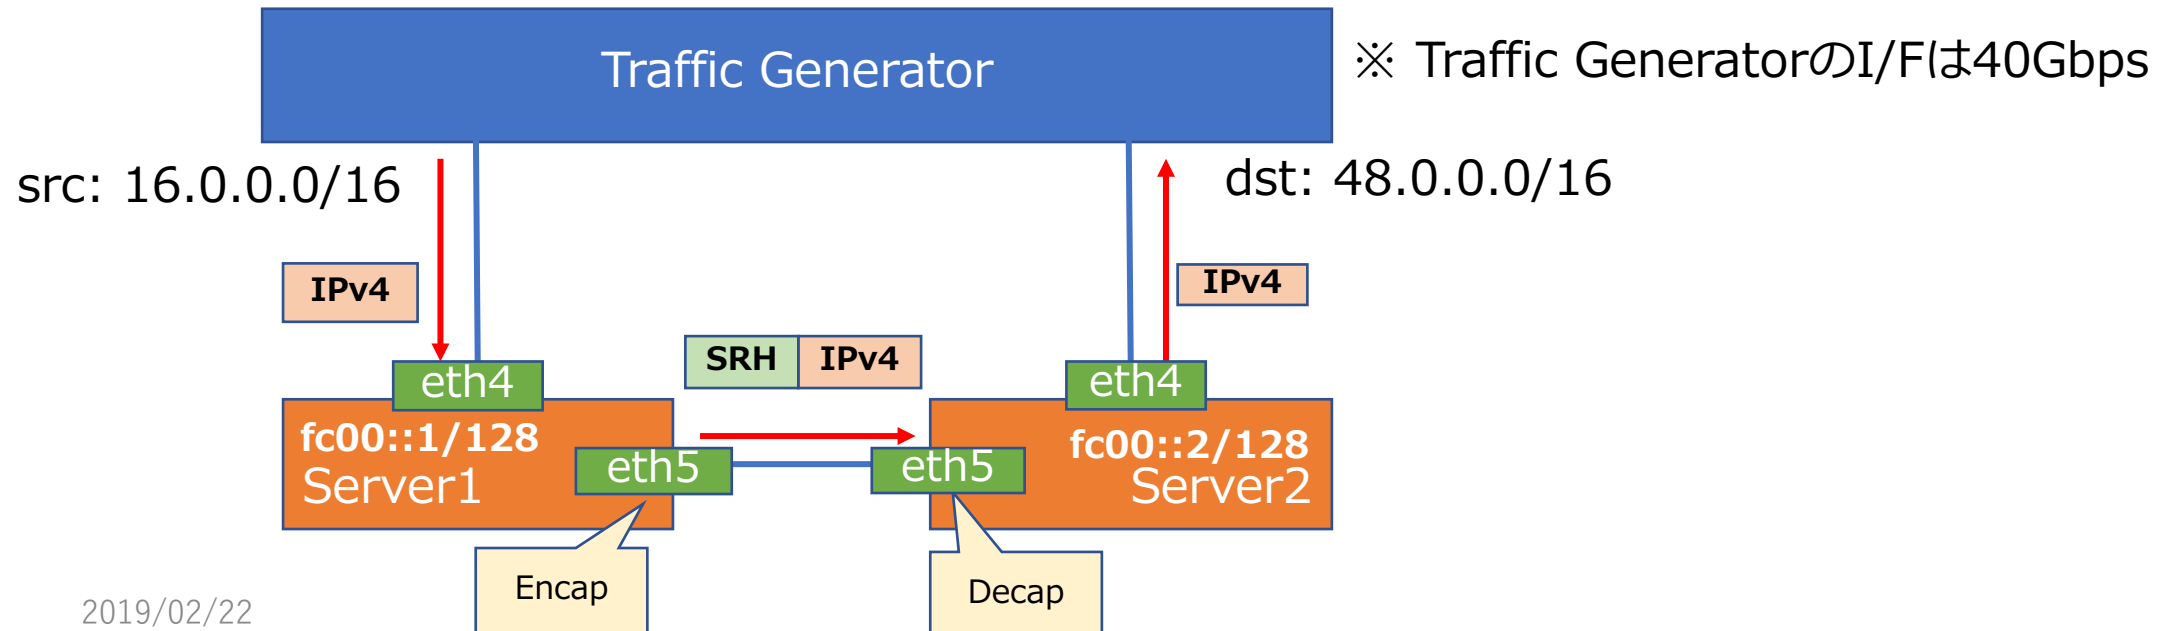 Traffic Generator
※ Traffic GeneratorのI/Fは40Gbps
src: 16.0.0.0/16
dst: 48.0.0.0/16
IPv4
IPv4
SRH IPv4
eth4
eth4
fc00::1/128
Server1
eth5
eth5
fc00::2/128
Server2
Encap
Decap
2019/02/22